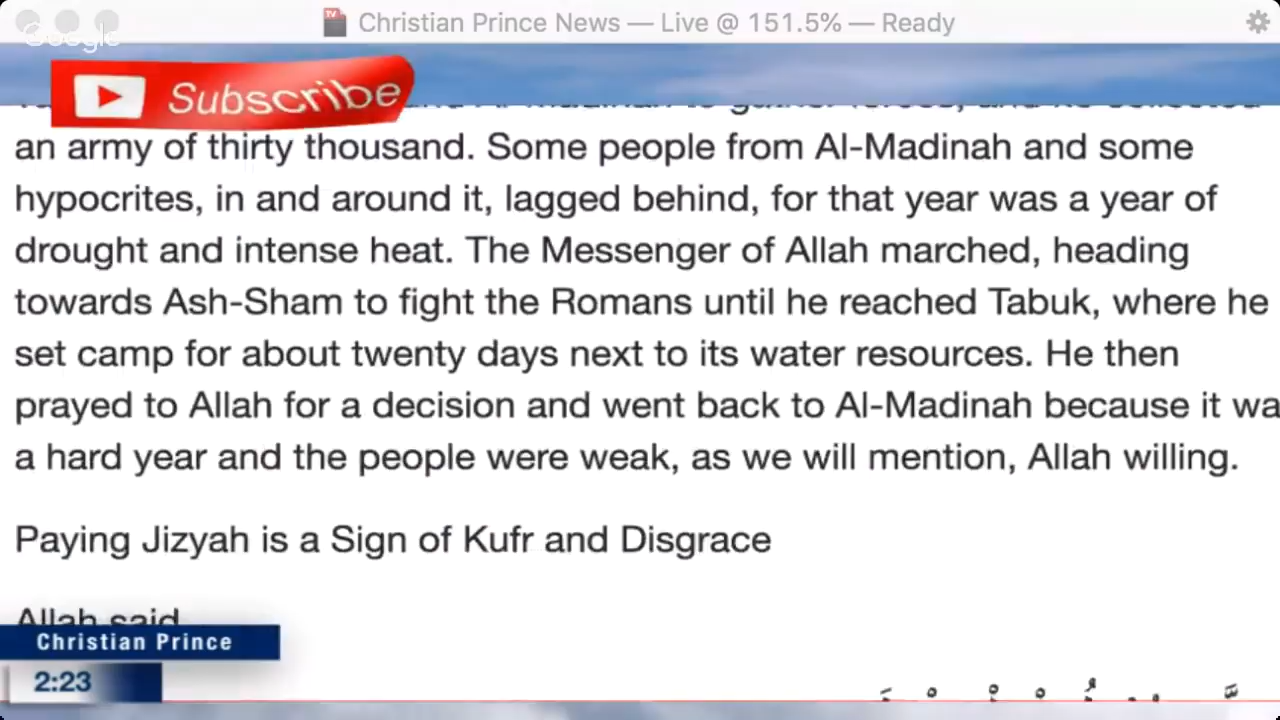 Christian Prince News — Live @ 151.5% — Ready
Google
Subscribe
an army of thirty thousand. Some people from Al-Madinah and some
hypocrites, in and around it, lagged behind, for that year was a year of
drought and intense heat. The Messenger of Allah marched, heading
towards Ash-Sham to fight the Romans until he reached Tabuk, where he
set camp for about twenty days next to its water resources. He then
prayed to Allah for a decision and went back to Al-Madinah because it wa
a hard year and the people were weak, as we will mention, Allah willing.
Paying Jizyah is a Sign of Kufr and Disgrace
Allah said
Christian Prince
2:23